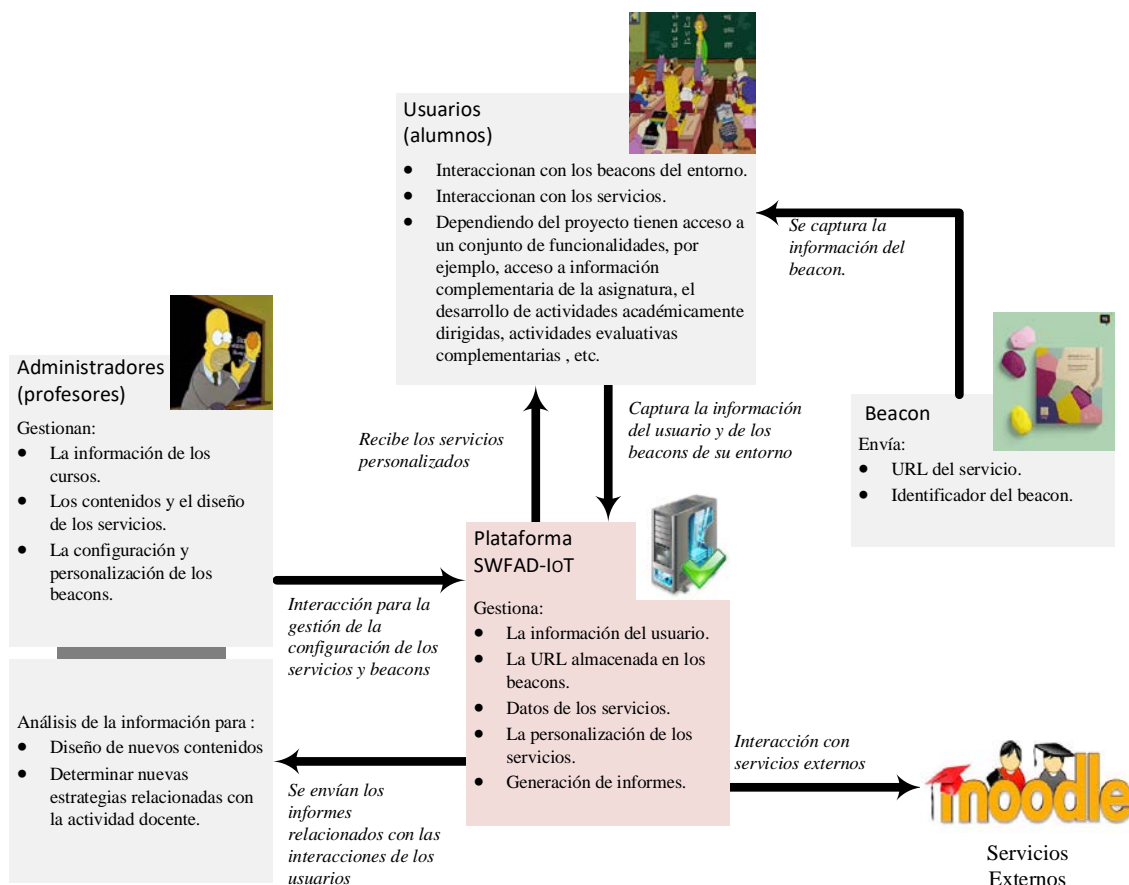 Usuarios
(alumnos)
• Interaccionan con los beacons del entorno.
• Interaccionan con los servicios.
• Dependiendo del proyecto tienen acceso a
un conjunto de funcionalidades, por
ejemplo, acceso a información
complementaria de la asignatura, el
desarrollo de actividades académicamente
dirigidas, actividades evaluativas
complementarias , etc.
Se captura la
información del
beacon.
Administradores
(profesores)
Gestionan:
• La información de los
cursos.
• Los contenidos y el diseño
de los servicios.
• La configuración y
personalización de los
beacons.
Recibe los servicios
personalizados
Captura la información
del usuario y de los
beacons de su entorno
Beacon
Envía:
• URL del servicio.
• Identificador del beacon.
Interacción para la
gestión de la
configuración de los
servicios y beacons
Plataforma
SWFAD-IoT
Gestiona:
• La información del usuario.
• La URL almacenada en los
beacons.
• Datos de los servicios.
• La personalización de los
servicios.
• Generación de informes.
Análisis de la información para :
• Diseño de nuevos contenidos
• Determinar nuevas
estrategias relacionadas con
la actividad docente.
Se envían los
informes
relacionados con las
interacciones de los
usuarios
Interacción con
servicios externos
moodle
Servicios
Externos